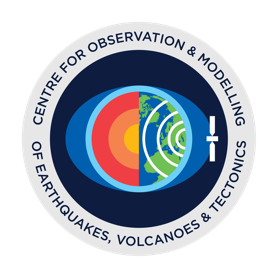 CENTRE FOR OBSERVATION & MODELLING
OF EARTHQUAKES, VOLCANOES & TECTONICS